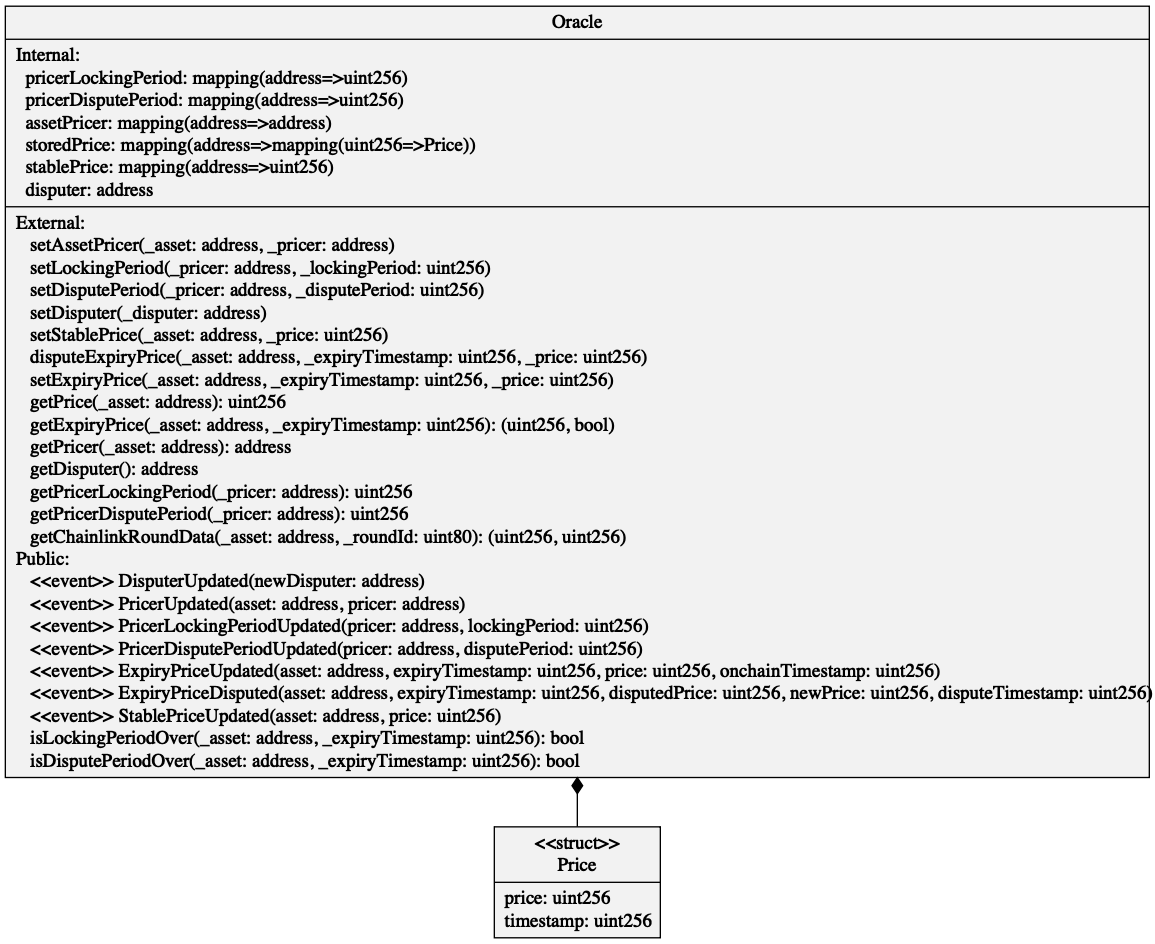 Oracle
Internal:
pricerLockingPeriod: mapping(address=>uint256)
pricerDisputePeriod: mapping(address=>uint256)
assetPricer: mapping(address=>address)
storedPrice: mapping(address=>mapping(uint256=>Price))
stablePrice: mapping(address=>uint256)
disputer: address
External:
setAssetPricer(_asset: address, _pricer: address)
setLockingPeriod(_pricer: address, _lockingPeriod: uint256)
setDisputePeriod(_pricer: address, _disputePeriod: uint256)
setDisputer(_disputer: address)
setStablePrice(_asset: address, _price: uint256)
disputeExpiryPrice(_asset: address, _expiryTimestamp: uint256, _price: uint256)
setExpiryPrice(_asset: address, _expiryTimestamp: uint256, _price: uint256)
getPrice(_asset: address): uint256
getExpiryPrice(_asset: address, _expiryTimestamp: uint256): (uint256, bool)
getPricer(_asset: address): address
getDisputer(): address
getPricerLockingPeriod(_pricer: address): uint256
getPricerDisputePeriod(_pricer: address): uint256
getChainlinkRoundData(_asset: address, _roundId: uint80): (uint256, uint256)
Public:
<<event>> DisputerUpdated(newDisputer: address)
<<event>> PricerUpdated(asset: address, pricer: address)
<<event>> PricerLockingPeriodUpdated(pricer: address, lockingPeriod: uint256)
<<event>> PricerDisputePeriodUpdated(pricer: address, disputePeriod: uint256)
<<event>> ExpiryPriceUpdated(asset: address, expiryTimestamp: uint256, price: uint256, onchainTimestamp: uint256)
<<event>> ExpiryPriceDisputed(asset: address, expiryTimestamp: uint256, disputedPrice: uint256, newPrice: uint256, disputeTimestamp: uint256)
<<event>> StablePriceUpdated(asset: address, price: uint256)
isLockingPeriodOver(_asset: address, _expiryTimestamp: uint256): bool
isDisputePeriodOver(_asset: address, _expiryTimestamp: uint256): bool
<<struct>>
Price
price: uint256
timestamp: uint256